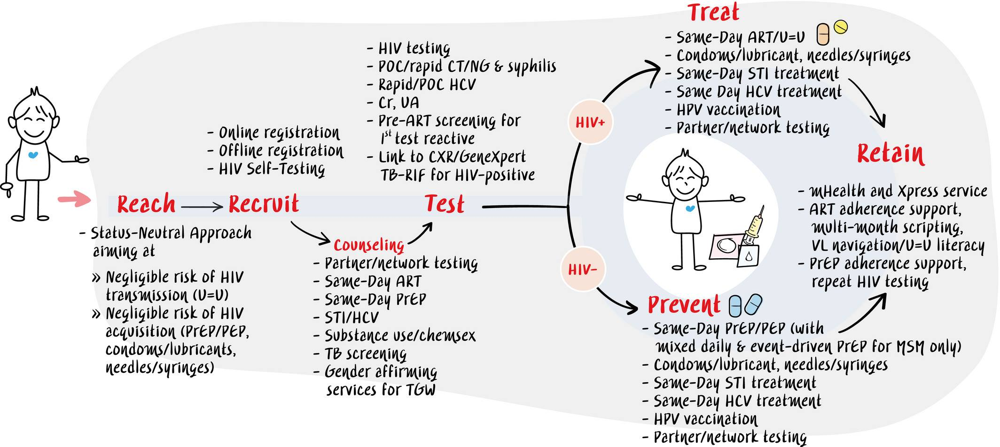 Reach
- Status-Neutral Approach
aiming at
» Negligible risk of HIV
transmission (U=U)
» Negligible risk of HIV
acquisition (PrEP/PEP,
condoms/lubricants,
needles/syringes)
- Online registration
- Offline registration
- HIV Self-Testing
Recruit
Counseling
- Partner/network testing
- Same-Day ART
- Same-Day PrEP
- STI/HCV
- Substance use/chemsex
- TB screening
- Gender affirming
services for TGW
- HIV testing
- POC/rapid CT/NG & syphilis
- Rapid/POC HCV
- Cr, UA
- Pre-ART screening for
1st test reactive
- Link to CXR/GeneXpert
TB-RIF for HIV-positive
Test
HIV+
Treat
- Same-Day ART/U=U
- Condoms/lubricant, needles/syringes
- Same-Day STI treatment
- Same Day HCV treatment
- HPV vaccination
- Partner/network testing
HIV-
Prevent
- Same-Day PrEP/PEP (with
mixed daily & event-driven PrEP for MSM only)
- Condoms/lubricant, needles/syringes
- Same-Day STI treatment
- Same-Day HCV treatment
- HPV vaccination
- Partner/network testing
Retain
- mHealth and Xpress service
- ART adherence support,
multi-month scripting,
VL navigation/U=U literacy
- PrEP adherence support,
repeat HIV testing